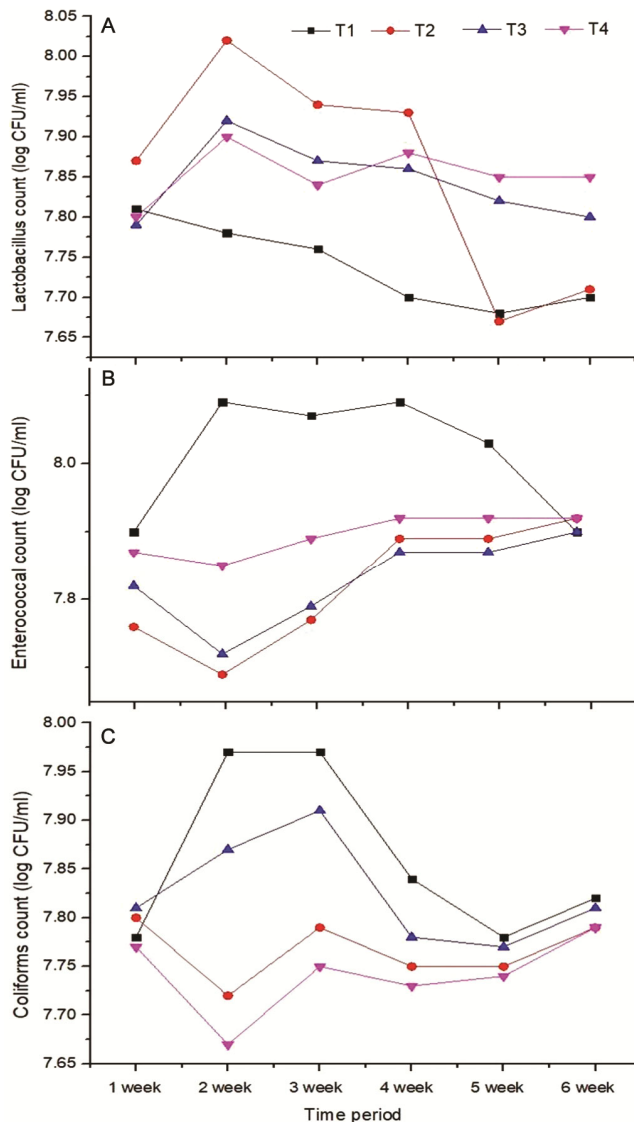 A
T1 T2 T3 T4
8.05
8.00
7.95
7.90
7.85
7.80
7.75
7.70
7.65
Lactobacillus count (log CFU/ml)
B
8.0
7.8
Enterococcal count (log CFU/ml)
C
8.00
7.95
7.90
7.85
7.80
7.75
7.70
7.65
Coliforms count (log CFU/ml)
1 week 2 week 3 week 4 week 5 week 6 week
Time period